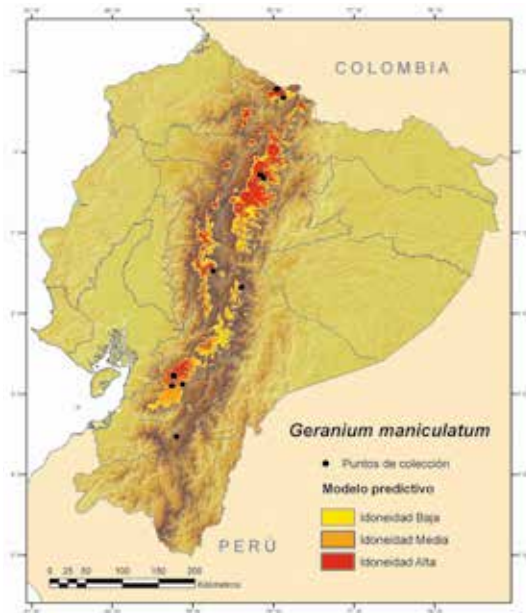 COLOMBIA
Geranium maniculatum
Puntos de colección
Modelo predictivo
Idoneidad Baja
Idoneidad Média
Idoneidad Alta
PERÚ
0 25 50 100 150 200
Kilómetros